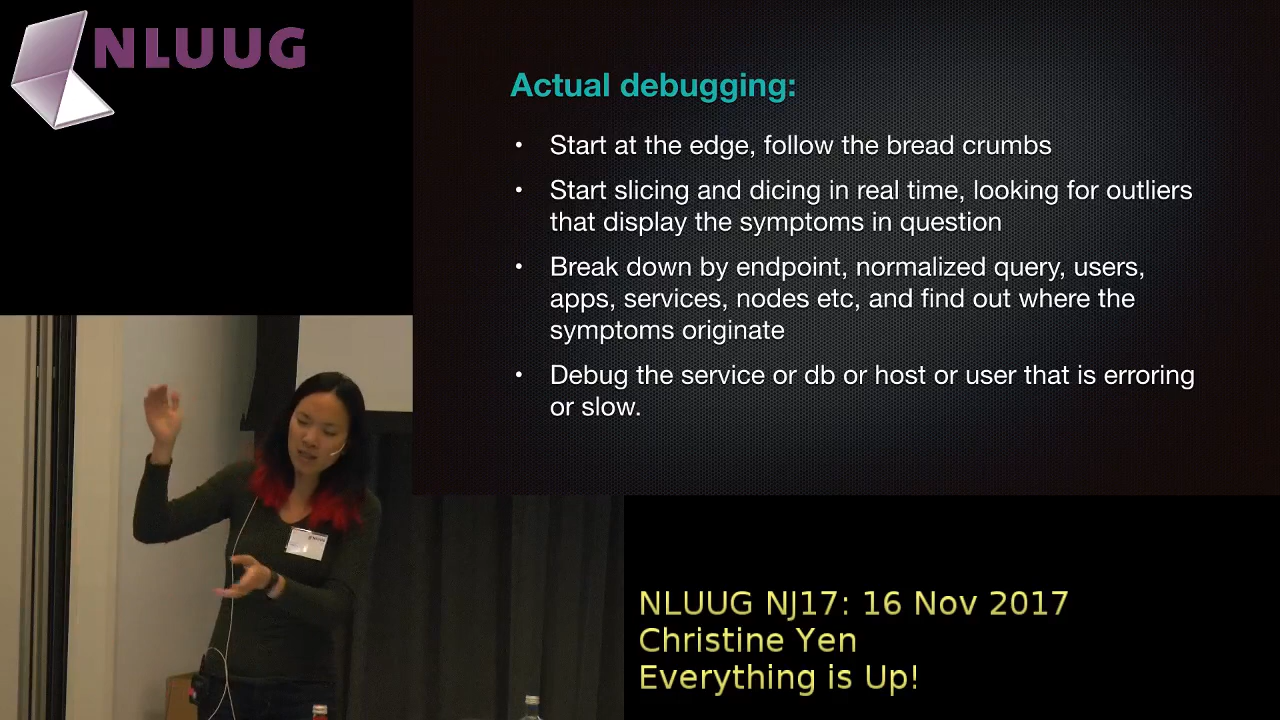 NLUUG
Actual debugging:
• Start at the edge, follow the bread crumbs
• Start slicing and dicing in real time, looking for outliers
that display the symptoms in question
• Break down by endpoint, normalized query, users,
apps, services, nodes etc, and find out where the
symptoms originate
• Debug the service or db or host or user that is erroring
or slow.
NLUUG NJ17: 16 Nov 2017
Christine Yen
Everything is Up!